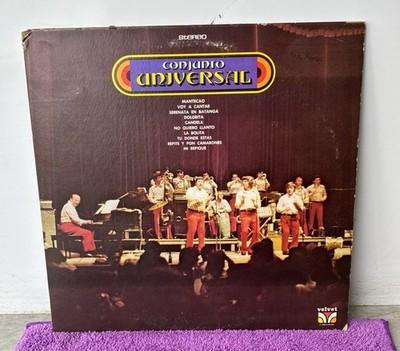 stereo
CONJUNTO
UNIVERSAL
MANTECAO
VOY A CANTAR
SERENATA EN BATANGA
DOLORITA
CANDELA
NO QUIERO LLANTO
LA BOLITA
TU DONDE ESTAS
REPITE Y PON CAMARONES
MI REPIQUE
velvet